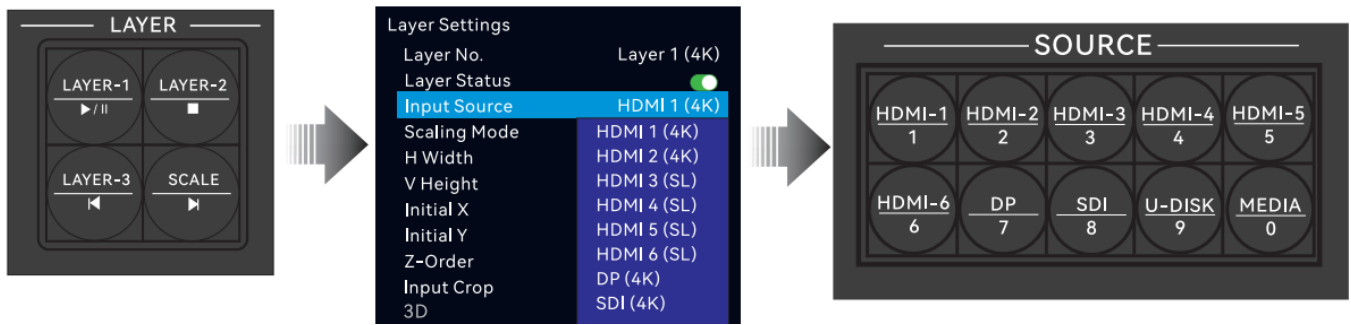 LAYER
LAYER-1 LAYER-2
LAYER-3 SCALE
Layer Settings
Layer No. Layer 1 (4K)
Layer Status
Input Source HDMI 1 (4K)
Scaling Mode HDMI 1 (4K)
H Width HDMI 2 (4K)
V Height HDMI 3 (SL)
Initial X HDMI 4 (SL)
Initial Y HDMI 5 (SL)
Z-Order HDMI 6 (SL)
Input Crop DP (4K)
3D SDI (4K)
SOURCE
HDMI-1 HDMI-2 HDMI-3 HDMI-4 HDMI-5
1 2 3 4 5
HDMI-6 DP SDI U-DISK MEDIA
6 7 8 9 0